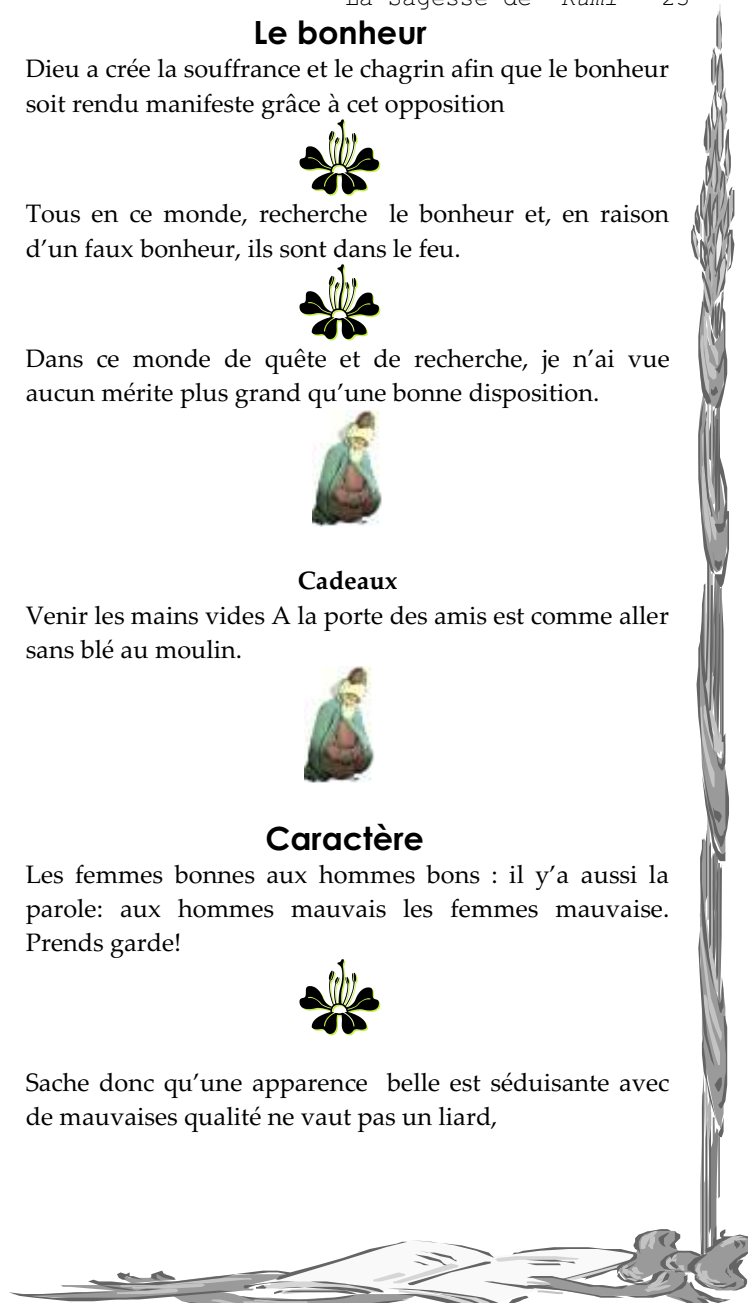 La sagesse de "Rumi" 23
Le bonheur
Dieu a crée la souffrance et le chagrin afin que le bonheur
soit rendu manifeste grâce à cet opposition
Tous en ce monde, recherche le bonheur et, en raison
d'un faux bonheur, ils sont dans le feu.
Dans ce monde de quête et de recherche, je n'ai vue
aucun mérite plus grand qu'une bonne disposition.
Cadeaux
Venir les mains vides A la porte des amis est comme aller
sans blé au moulin.
Caractère
Les femmes bonnes aux hommes bons : il y'a aussi la
parole: aux hommes mauvais les femmes mauvaise.
Prends garde!
Sache donc qu'une apparence belle est séduisante avec
de mauvaises qualité ne vaut pas un liard,